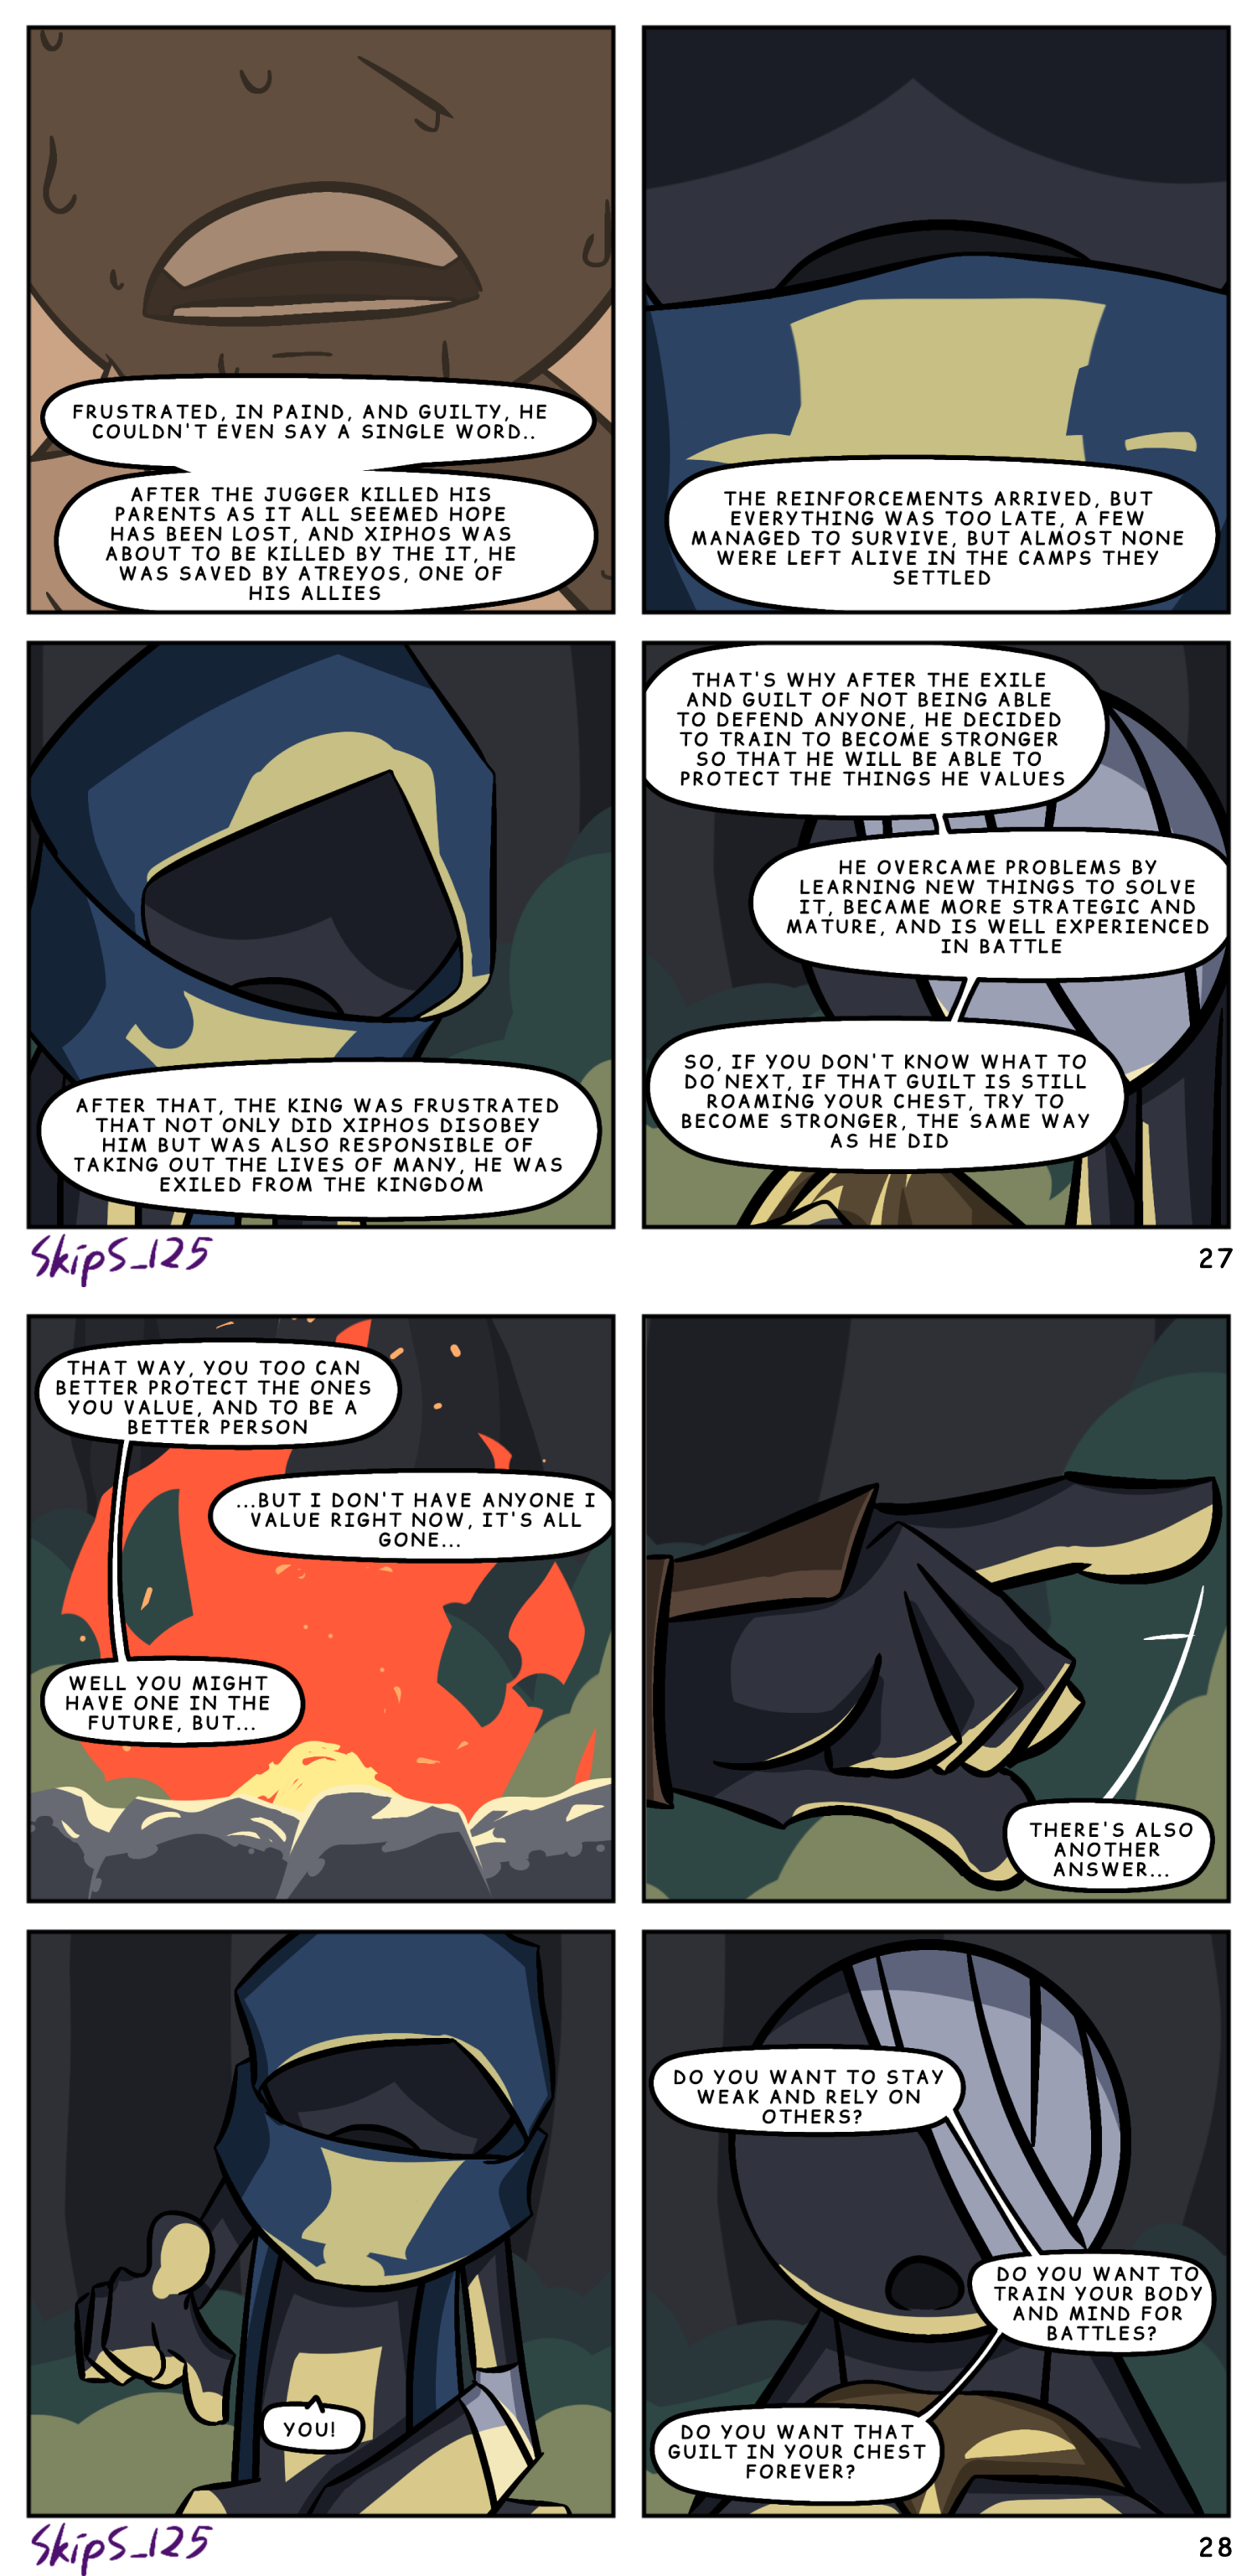 FRUSTRATED, IN PAIND, AND GUILTY, HE
COULDN'T EVEN SAY A SINGLE WORD..
AFTER THE JUGGER KILLED HIS
PARENTS AS IT ALL SEEMED HOPE
HAS BEEN LOST, AND XIPHOS WAS
ABOUT TO BE KILLED BY THE IT, HE
WAS SAVED BY ATREYOS, ONE OF
HIS ALLIES
THE REINFORCEMENTS ARRIVED, BUT
EVERYTHING WAS TOO LATE, A FEW
MANAGED TO SURVIVE, BUT ALMOST NONE
WERE LEFT ALIVE IN THE CAMPS THEY
SETTLED
AFTER THAT, THE KING WAS FRUSTRATED
THAT NOT ONLY DID XIPHOS DISOBEY
HIM BUT WAS ALSO RESPONSIBLE OF
TAKING OUT THE LIVES OF MANY, HE WAS
EXILED FROM THE KINGDOM
THAT'S WHY AFTER THE EXILE
AND GUILT OF NOT BEING ABLE
TO DEFEND ANYONE, HE DECIDED
TO TRAIN TO BECOME STRONGER
SO THAT HE WILL BE ABLE TO
PROTECT THE THINGS HE VALUES
HE OVERCAME PROBLEMS BY
LEARNING NEW THINGS TO SOLVE
IT, BECAME MORE STRATEGIC AND
MATURE, AND IS WELL EXPERIENCED
IN BATTLE
SO, IF YOU DON'T KNOW WHAT TO
DO NEXT, IF THAT GUILT IS STILL
ROAMING YOUR CHEST, TRY TO
BECOME STRONGER, THE SAME WAY
AS HE DID
SkipS_125
27
THAT WAY, YOU TOO CAN
BETTER PROTECT THE ONES
YOU VALUE, AND TO BE A
BETTER PERSON
...BUT I DON'T HAVE ANYONE I
VALUE RIGHT NOW, IT'S ALL
GONE...
WELL YOU MIGHT
HAVE ONE IN THE
FUTURE, BUT...
THERE'S ALSO
ANOTHER
ANSWER...
YOU!
DO YOU WANT TO STAY
WEAK AND RELY ON
OTHERS?
DO YOU WANT TO
TRAIN YOUR BODY
AND MIND FOR
BATTLES?
DO YOU WANT THAT
GUILT IN YOUR CHEST
FOREVER?
SkipS_125
28